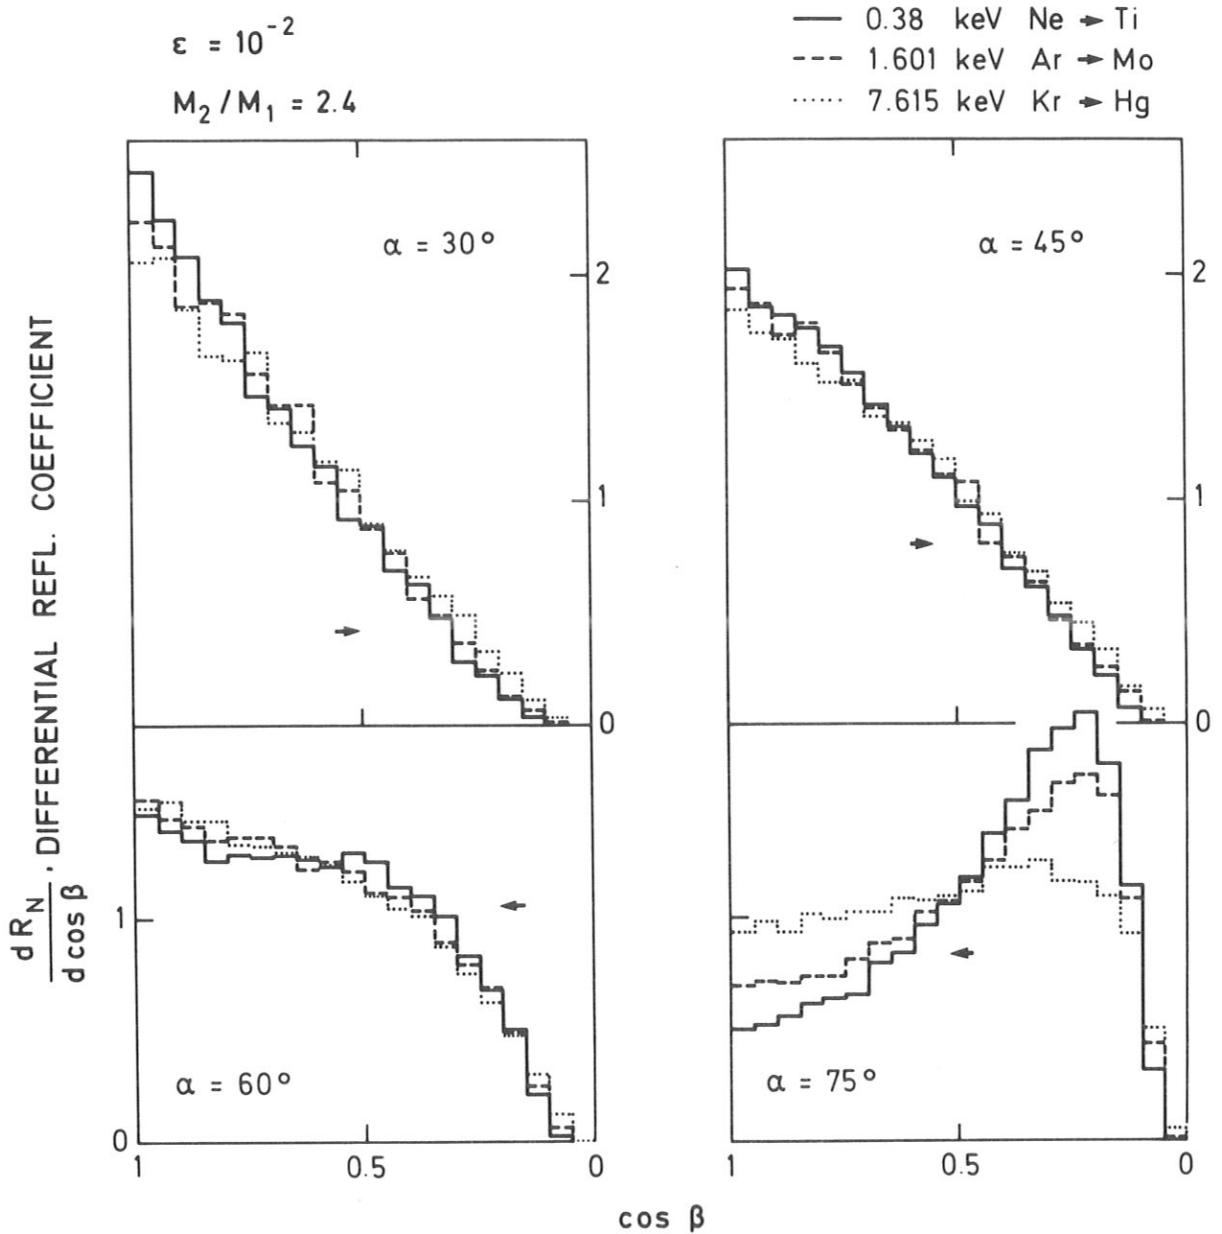 ε = 10⁻²
M₂/M₁ = 2.4
0.38 keV Ne → Ti
1.601 keV Ar → Mo
7.615 keV Kr → Hg
α = 30°
α = 45°
2
1
0
2
1
0
α = 60°
α = 75°
1
0
1 0.5 0
1 0.5 0
cos β
dR_N / d cos β , DIFFERENTIAL REFL. COEFFICIENT